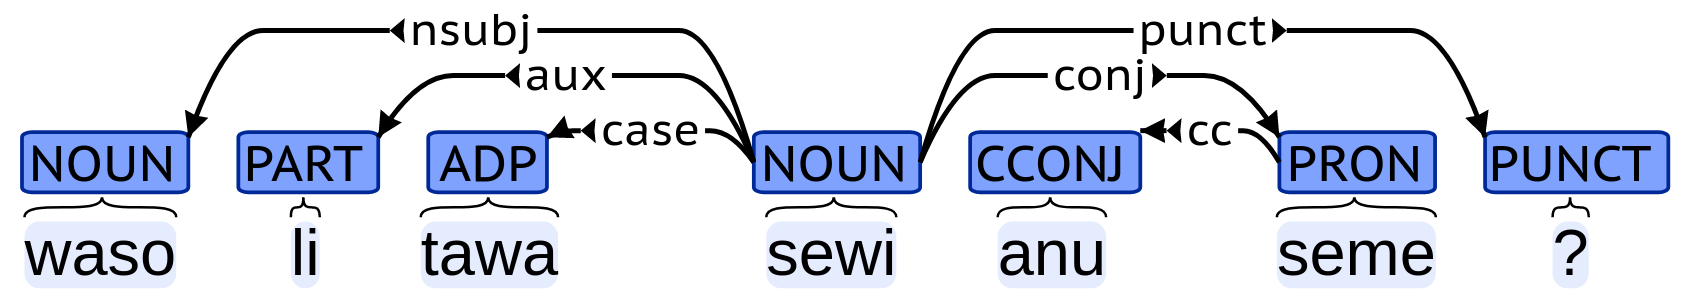 nsubj punct
aux conj
case cc
NOUN PART ADP NOUN CCONJ PRON PUNCT
waso li tawa sewi anu seme ?